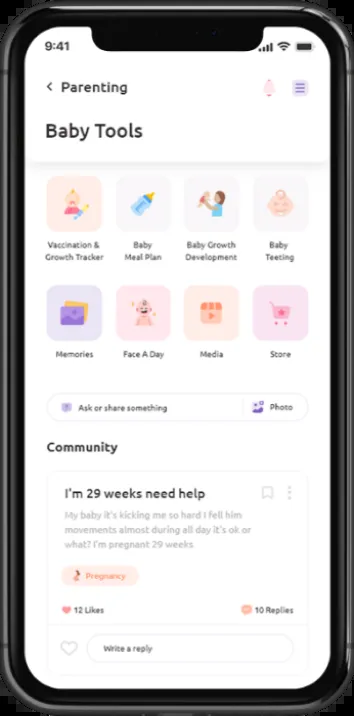 9:41
Parenting
Baby Tools
Vaccination &
Growth Tracker
Baby
Meal Plan
Baby Growth
Development
Baby
Teeting
Memories
Face A Day
Media
Store
Ask or share something
Photo
Community
I'm 29 weeks need help
My baby it's kicking me so hard I fell him
movements almost during all day it's ok or
what? I'm pregnant 29 weeks
Pregnancy
12 Likes
10 Replies
Write a reply